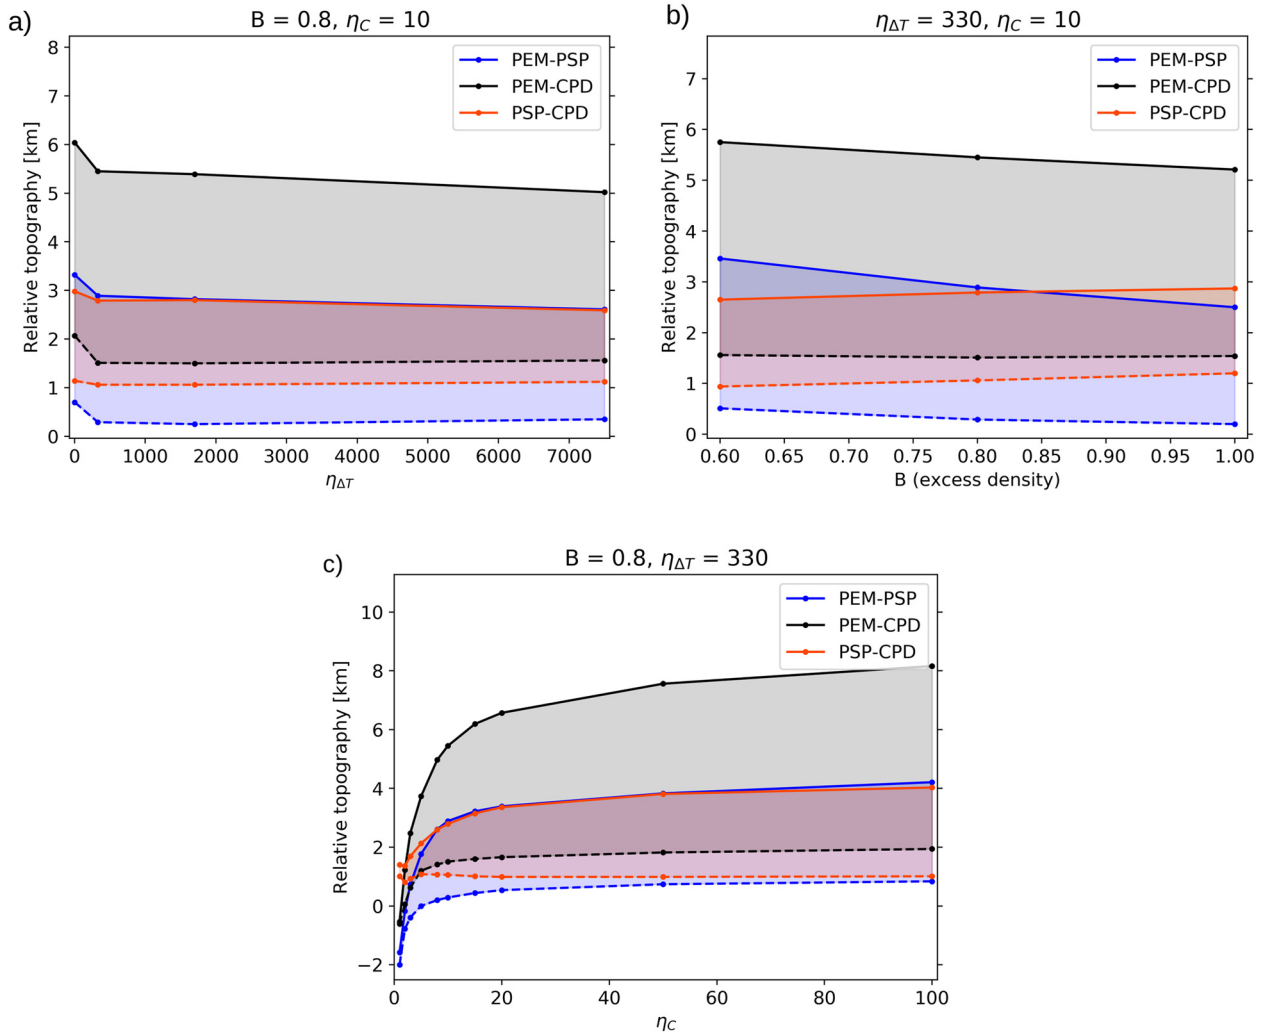 a)
B = 0.8, η_C = 10
Relative topography [km]
8
7
6
5
4
3
2
1
0
PEM-PSP
PEM-CPD
PSP-CPD
0 1000 2000 3000 4000 5000 6000 7000
η_ΔT
b)
η_ΔT = 330, η_C = 10
Relative topography [km]
7
6
5
4
3
2
1
0
PEM-PSP
PEM-CPD
PSP-CPD
0.60 0.65 0.70 0.75 0.80 0.85 0.90 0.95 1.00
B (excess density)
c)
B = 0.8, η_ΔT = 330
Relative topography [km]
10
8
6
4
2
0
−2
PEM-PSP
PEM-CPD
PSP-CPD
0 20 40 60 80 100
η_C